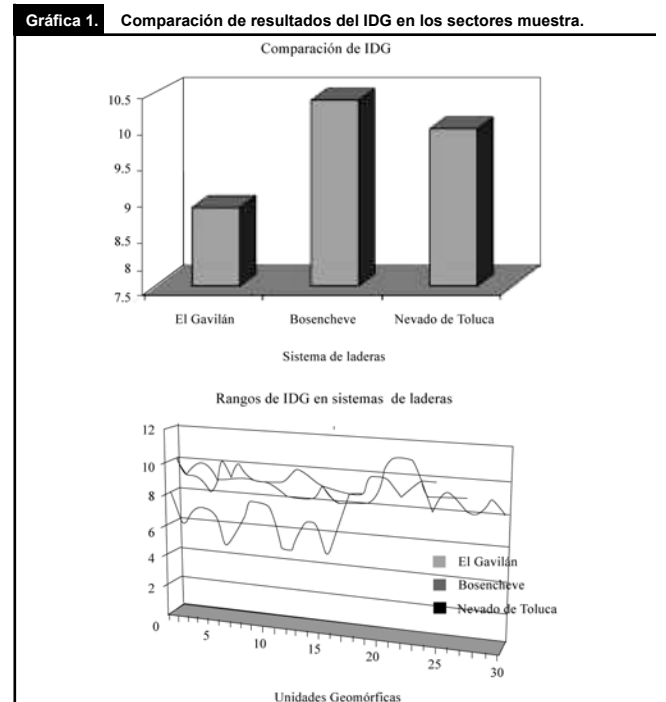 Gráfica 1. Comparación de resultados del IDG en los sectores muestra.
Comparación de IDG
10.5
10
9.5
9
8.5
8
7.5
El Gavilán Bosencheve Nevado de Toluca
Sistema de laderas
Rangos de IDG en sistemas de laderas
12
10
8
6
4
2
0
5
10
15
20
25
30
El Gavilán
Bosencheve
Nevado de Toluca
Unidades Geomórficas